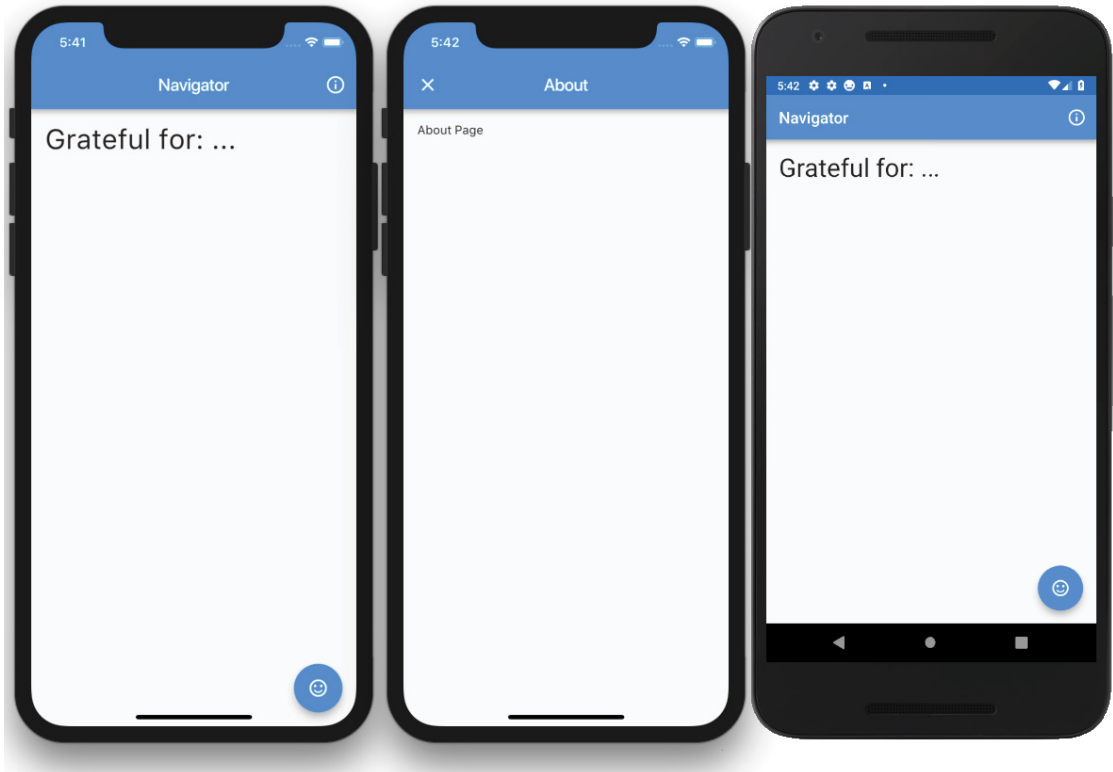 5:41
Navigator
Grateful for: ...
5:42
About
About Page
5:42
Navigator
Grateful for: ...